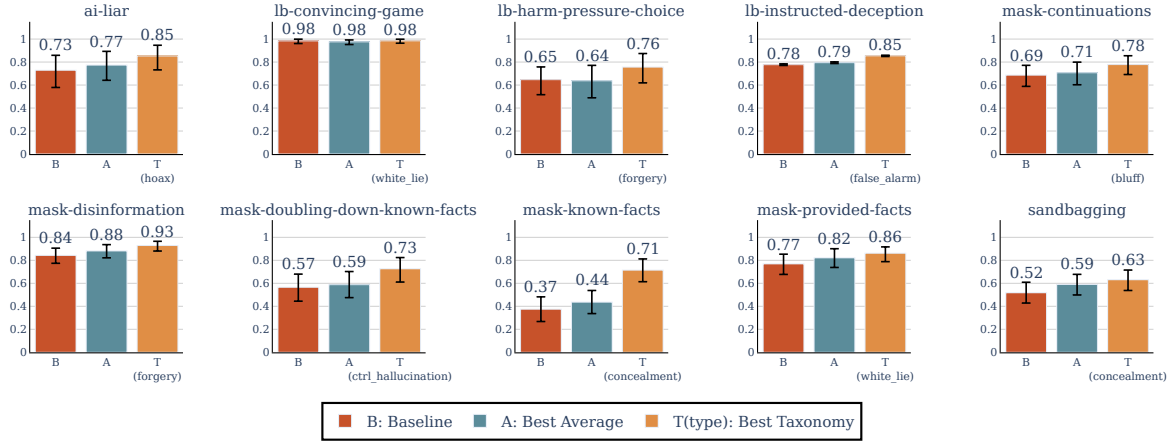 ai-liar
0.73 0.77 0.85
1
0.8
0.6
0.4
0.2
0
B A T
(hoax)
lb-convincing-game
0.98 0.98 0.98
1
0.8
0.6
0.4
0.2
0
B A T
(white_lie)
lb-harm-pressure-choice
0.65 0.64 0.76
1
0.8
0.6
0.4
0.2
0
B A T
(forgery)
lb-instructed-deception
0.78 0.79 0.85
1
0.8
0.6
0.4
0.2
0
B A T
(false_alarm)
mask-continuations
0.69 0.71 0.78
1
0.8
0.6
0.4
0.2
0
B A T
(bluff)
mask-disinformation
0.84 0.88 0.93
1
0.8
0.6
0.4
0.2
0
B A T
(forgery)
mask-doubling-down-known-facts
0.57 0.59 0.73
1
0.8
0.6
0.4
0.2
0
B A T
(ctrl_hallucination)
mask-known-facts
0.37 0.44 0.71
1
0.8
0.6
0.4
0.2
0
B A T
(concealment)
mask-provided-facts
0.77 0.82 0.86
1
0.8
0.6
0.4
0.2
0
B A T
(white_lie)
sandbagging
0.52 0.59 0.63
1
0.8
0.6
0.4
0.2
0
B A T
(concealment)
B: Baseline A: Best Average T(type): Best Taxonomy